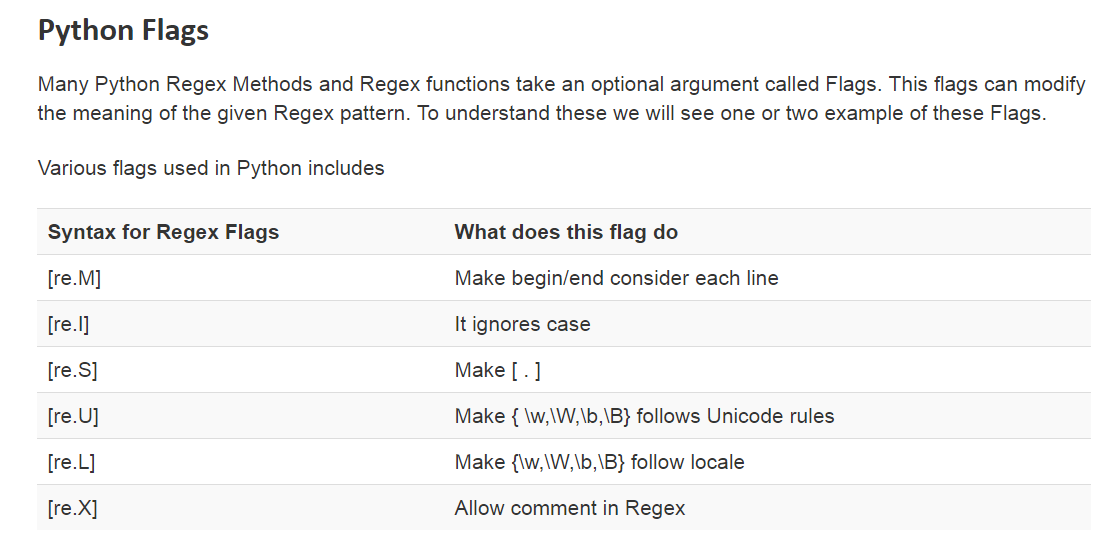 Python Flags
Many Python Regex Methods and Regex functions take an optional argument called Flags. This flags can modify
the meaning of the given Regex pattern. To understand these we will see one or two example of these Flags.
Various flags used in Python includes
Syntax for Regex Flags What does this flag do
[re.M] Make begin/end consider each line
[re.I] It ignores case
[re.S] Make [ . ]
[re.U] Make { \w,\W,\b,\B} follows Unicode rules
[re.L] Make {\w,\W,\b,\B} follow locale
[re.X] Allow comment in Regex